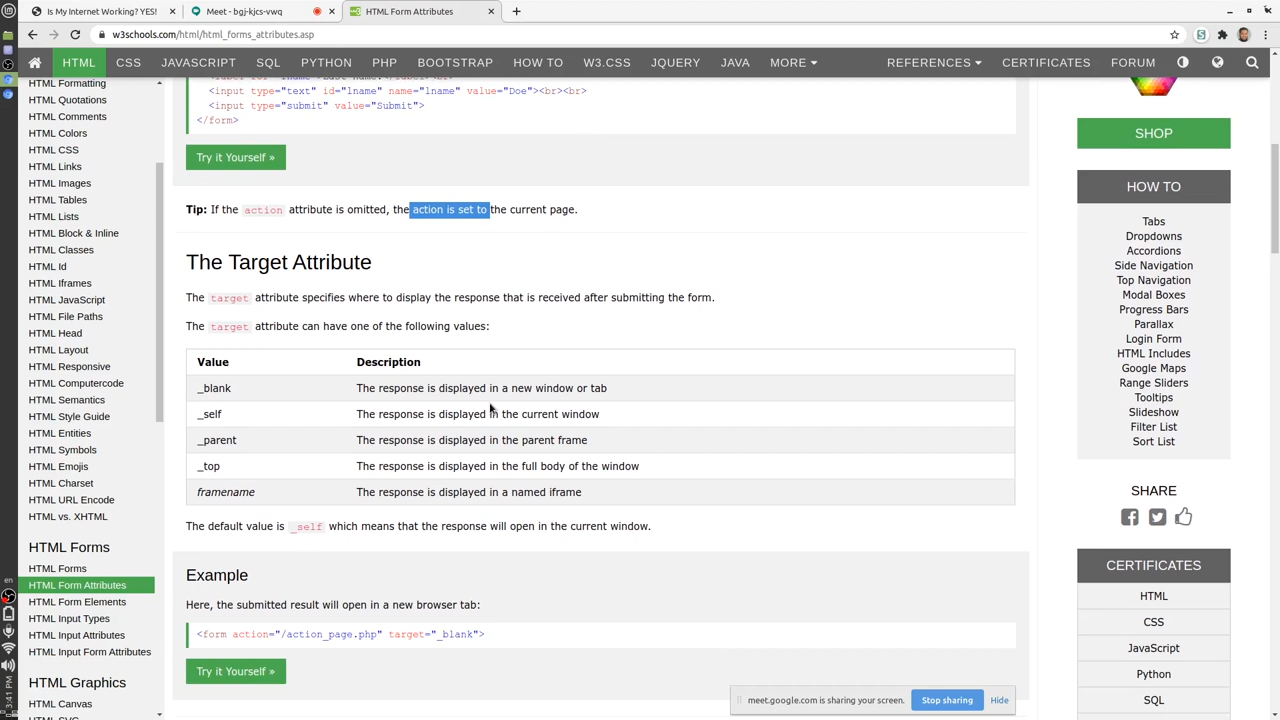 Is My Internet Working? YES!
Meet - bgj-kjcs-vwq
HTML Form Attributes
w3schools.com/html/html_forms_attributes.asp
HTML CSS JAVASCRIPT SQL PYTHON PHP BOOTSTRAP HOW TO W3.CSS JQUERY JAVA MORE REFERENCES CERTIFICATES FORUM
HTML Formatting
HTML Quotations
HTML Comments
HTML Colors
HTML CSS
HTML Links
HTML Images
HTML Tables
HTML Lists
HTML Block & Inline
HTML Classes
HTML Id
HTML Iframes
HTML JavaScript
HTML File Paths
HTML Head
HTML Layout
HTML Responsive
HTML Computercode
HTML Semantics
HTML Style Guide
HTML Entities
HTML Symbols
HTML Emojis
HTML Charset
HTML URL Encode
HTML vs. XHTML
HTML Forms
HTML Forms
HTML Form Attributes
HTML Form Elements
HTML Input Types
HTML Input Attributes
HTML Input Form Attributes
HTML Graphics
HTML Canvas
<input type="text" id="lname" name="lname" value="Doe"><br><br>
<input type="submit" value="Submit">
</form>
Try it Yourself »
Tip: If the action attribute is omitted, the action is set to the current page.
The Target Attribute
The target attribute specifies where to display the response that is received after submitting the form.
The target attribute can have one of the following values:
Value Description
_blank The response is displayed in a new window or tab
_self The response is displayed in the current window
_parent The response is displayed in the parent frame
_top The response is displayed in the full body of the window
framename The response is displayed in a named iframe
The default value is _self which means that the response will open in the current window.
Example
Here, the submitted result will open in a new browser tab:
<form action="/action_page.php" target="_blank">
Try it Yourself »
SHOP
HOW TO
Tabs
Dropdowns
Accordions
Side Navigation
Top Navigation
Modal Boxes
Progress Bars
Parallax
Login Form
HTML Includes
Google Maps
Range Sliders
Tooltips
Slideshow
Filter List
Sort List
SHARE
CERTIFICATES
HTML
CSS
JavaScript
Python
SQL
meet.google.com is sharing your screen. Stop sharing Hide
en
3:41 PM